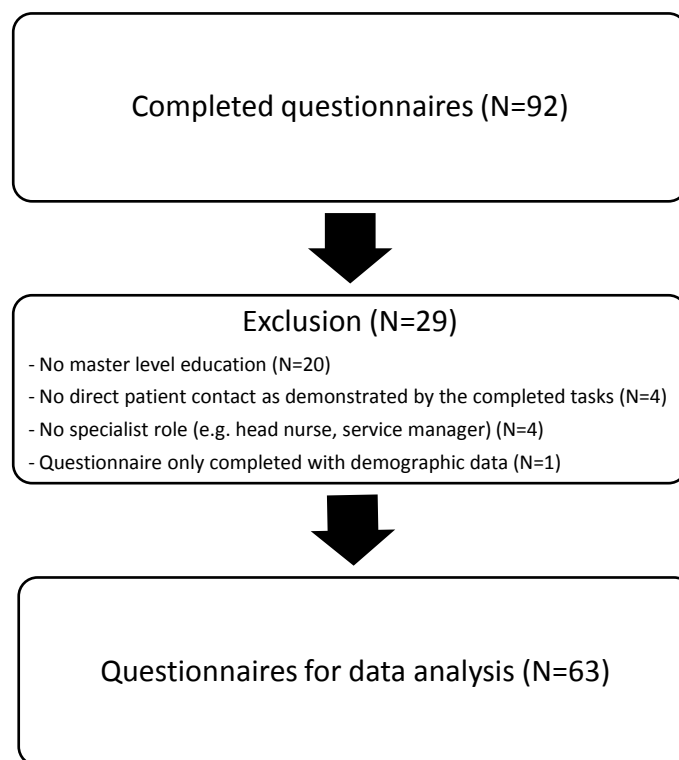 Completed questionnaires (N=92)
Exclusion (N=29)
- No master level education (N=20)
- No direct patient contact as demonstrated by the completed tasks (N=4)
- No specialist role (e.g. head nurse, service manager) (N=4)
- Questionnaire only completed with demographic data (N=1)
Questionnaires for data analysis (N=63)